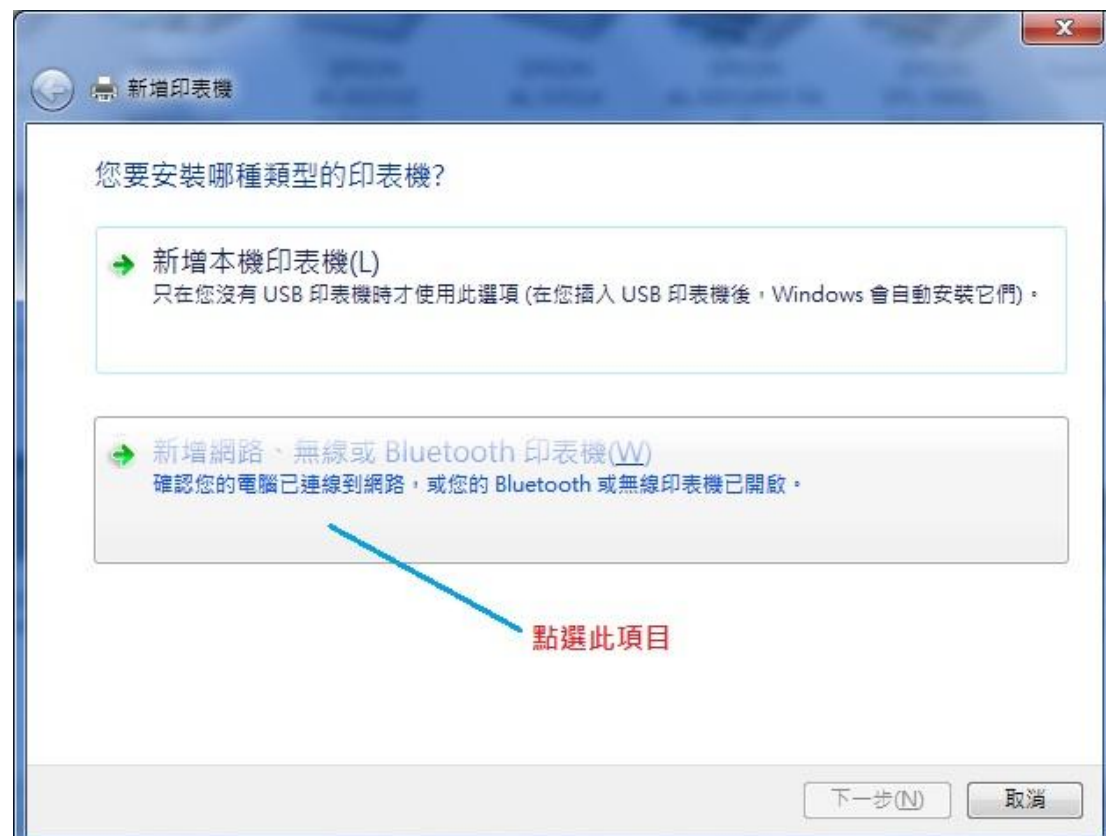 新增印表機
您要安裝哪種類型的印表機?
新增本機印表機(L)
只在您沒有 USB 印表機時才使用此選項 (在您插入 USB 印表機後，Windows 會自動安裝它們)。
新增網路、無線或 Bluetooth 印表機(W)
確認您的電腦已連線到網路，或您的 Bluetooth 或無線印表機已開啟。
點選此項目
下一步(N)
取消